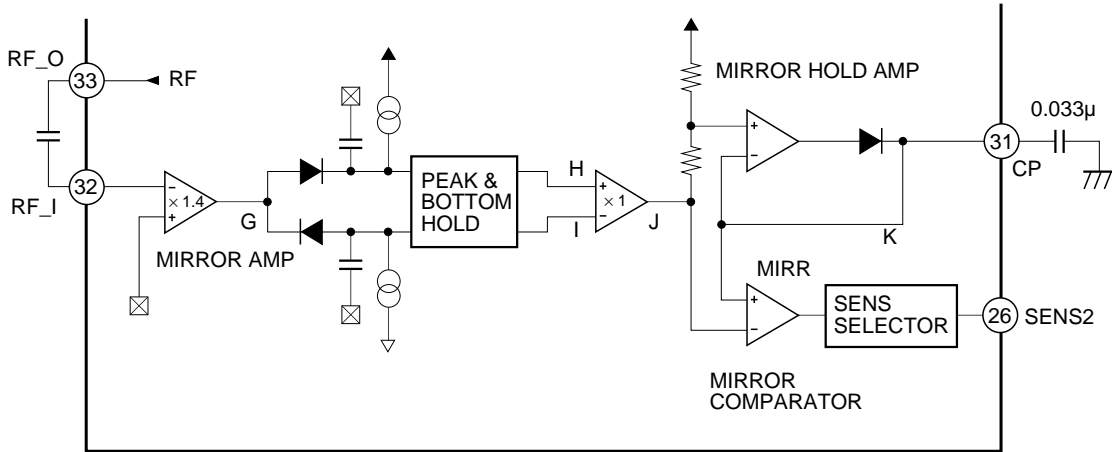 RF_O
33
RF
32
RF_I
× 1.4
MIRROR AMP
G
PEAK &
BOTTOM
HOLD
H
I
× 1
J
MIRROR HOLD AMP
0.033μ
31
CP
K
MIRR
SENS
SELECTOR
26
SENS2
MIRROR
COMPARATOR